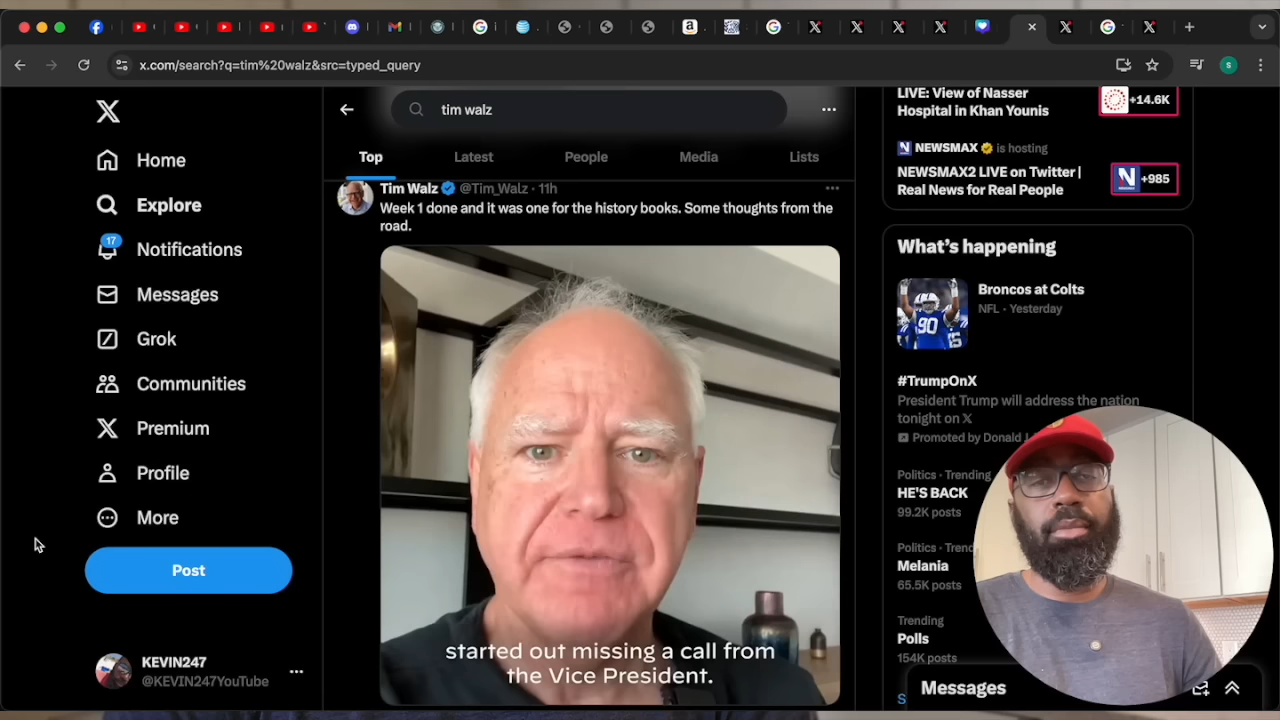 x.com/search?q=tim%20walz&src=typed_query
Home
Explore
17
Notifications
Messages
Grok
Communities
Premium
Profile
More
Post
KEVIN247
@KEVIN247YouTube
tim walz
Top
Latest
People
Media
Lists
Tim Walz @Tim_Walz · 11h
Week 1 done and it was one for the history books. Some thoughts from the
road.
started out missing a call from
the Vice President.
LIVE: View of Nasser
Hospital in Khan Younis
+14.6K
NEWSMAX is hosting
NEWSMAX2 LIVE on Twitter |
Real News for Real People
+985
What's happening
Broncos at Colts
NFL · Yesterday
#TrumpOnX
President Trump will address the nation
tonight on X
Promoted by Donald J
Politics · Trending
HE'S BACK
99.2K posts
Politics · Trend
Melania
65.5K posts
Trending
Polls
154K posts
S
Messages